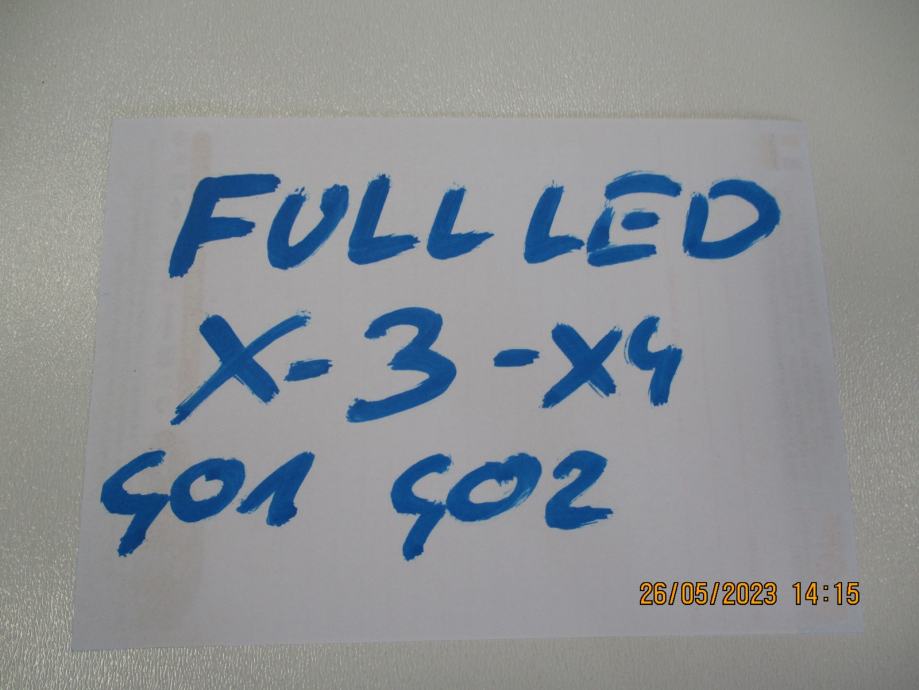 FULL LED
X-3-X4
G01 G02
26/05/2023 14:15